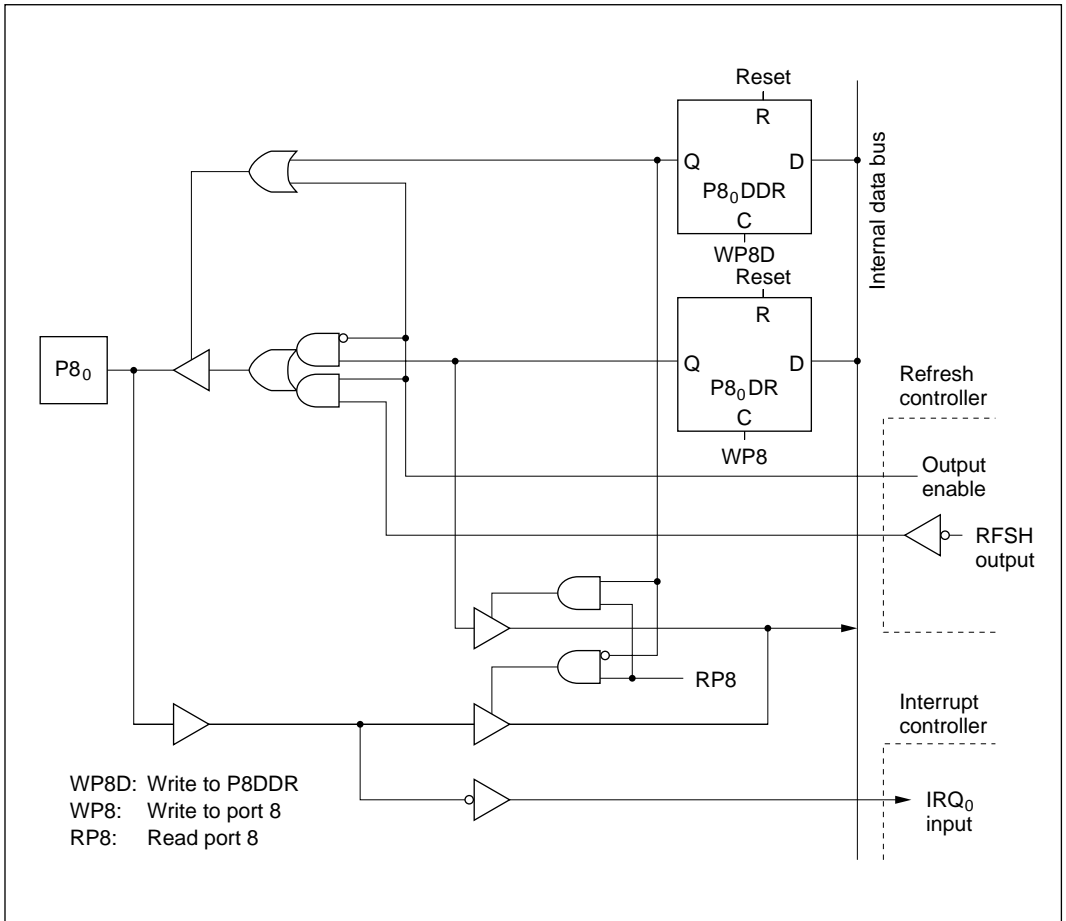 Reset
R
Q D
P8₀DDR
C
WP8D
Internal data bus
Reset
R
P8₀
Q D
P8₀DR
C
WP8
Refresh
controller
Output
enable
RFSH
output
RP8
Interrupt
controller
IRQ₀
input
WP8D: Write to P8DDR
WP8: Write to port 8
RP8: Read port 8